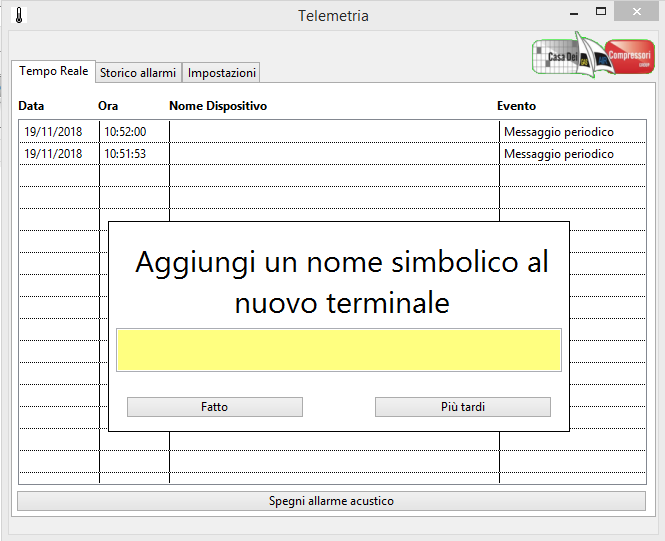 Telemetria
Casa Dei Compressori
Tempo Reale Storico allarmi Impostazioni
Data Ora Nome Dispositivo Evento
19/11/2018 10:52:00 Messaggio periodico
19/11/2018 10:51:53 Messaggio periodico
Aggiungi un nome simbolico al
nuovo terminale
Fatto Più tardi
Spegni allarme acustico